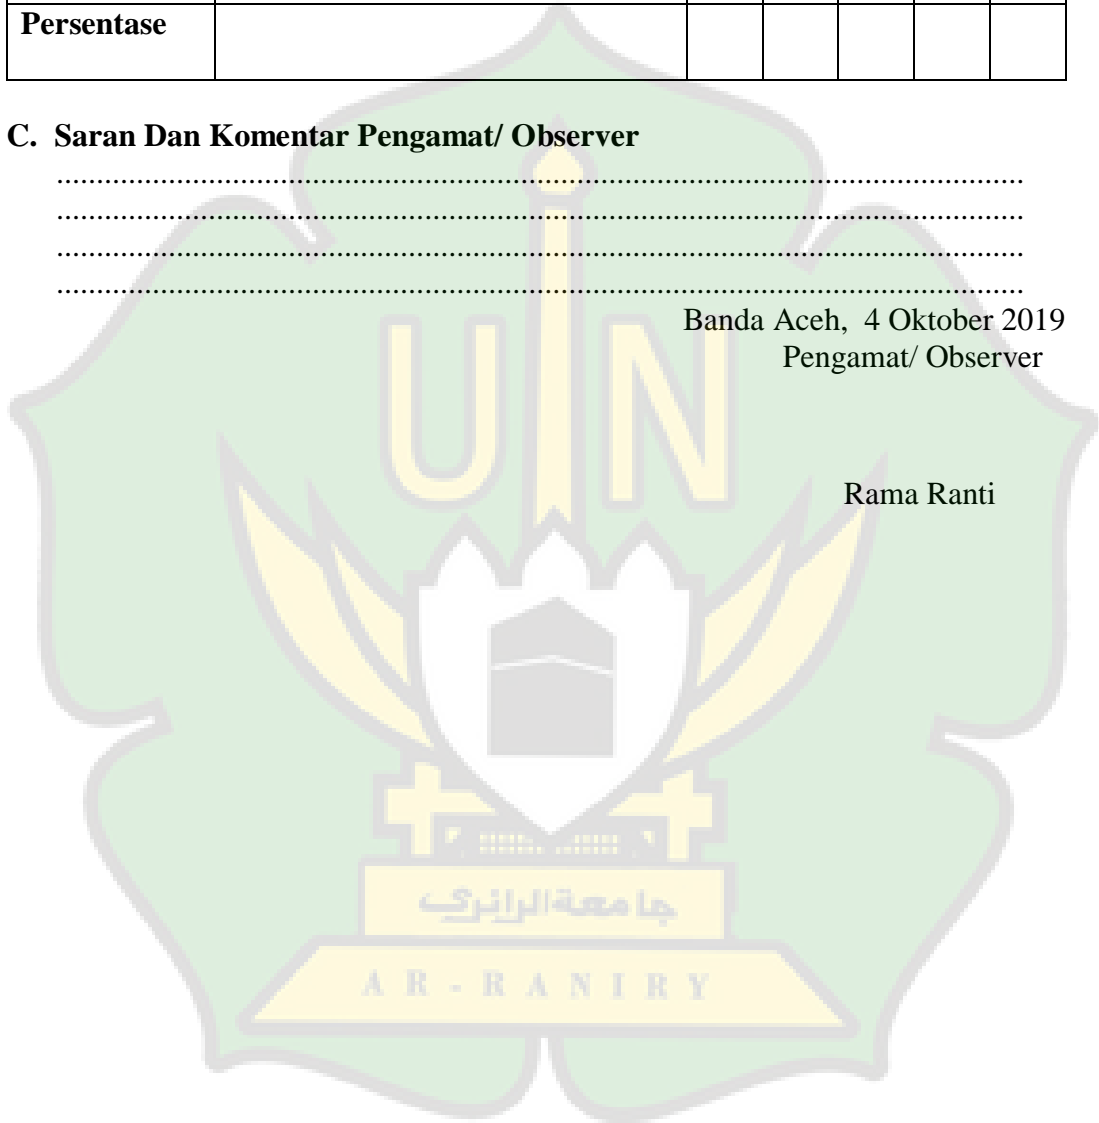 Persentase
C. Saran Dan Komentar Pengamat/ Observer
........................................................................................................................
........................................................................................................................
........................................................................................................................
........................................................................................................................
Banda Aceh, 4 Oktober 2019
Pengamat/ Observer
UIN
Rama Ranti
جامعة الرانري
AR-RANIRY